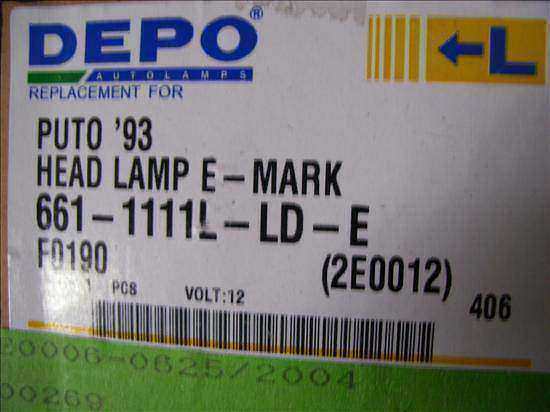 DEPO®
AUTOLAMPS
REPLACEMENT FOR
L
PUTO '93
HEAD LAMP E-MARK
661-1111L-LD-E
F0190 (2E0012)
PCS VOLT:12 406
20006-0625/2004
00269